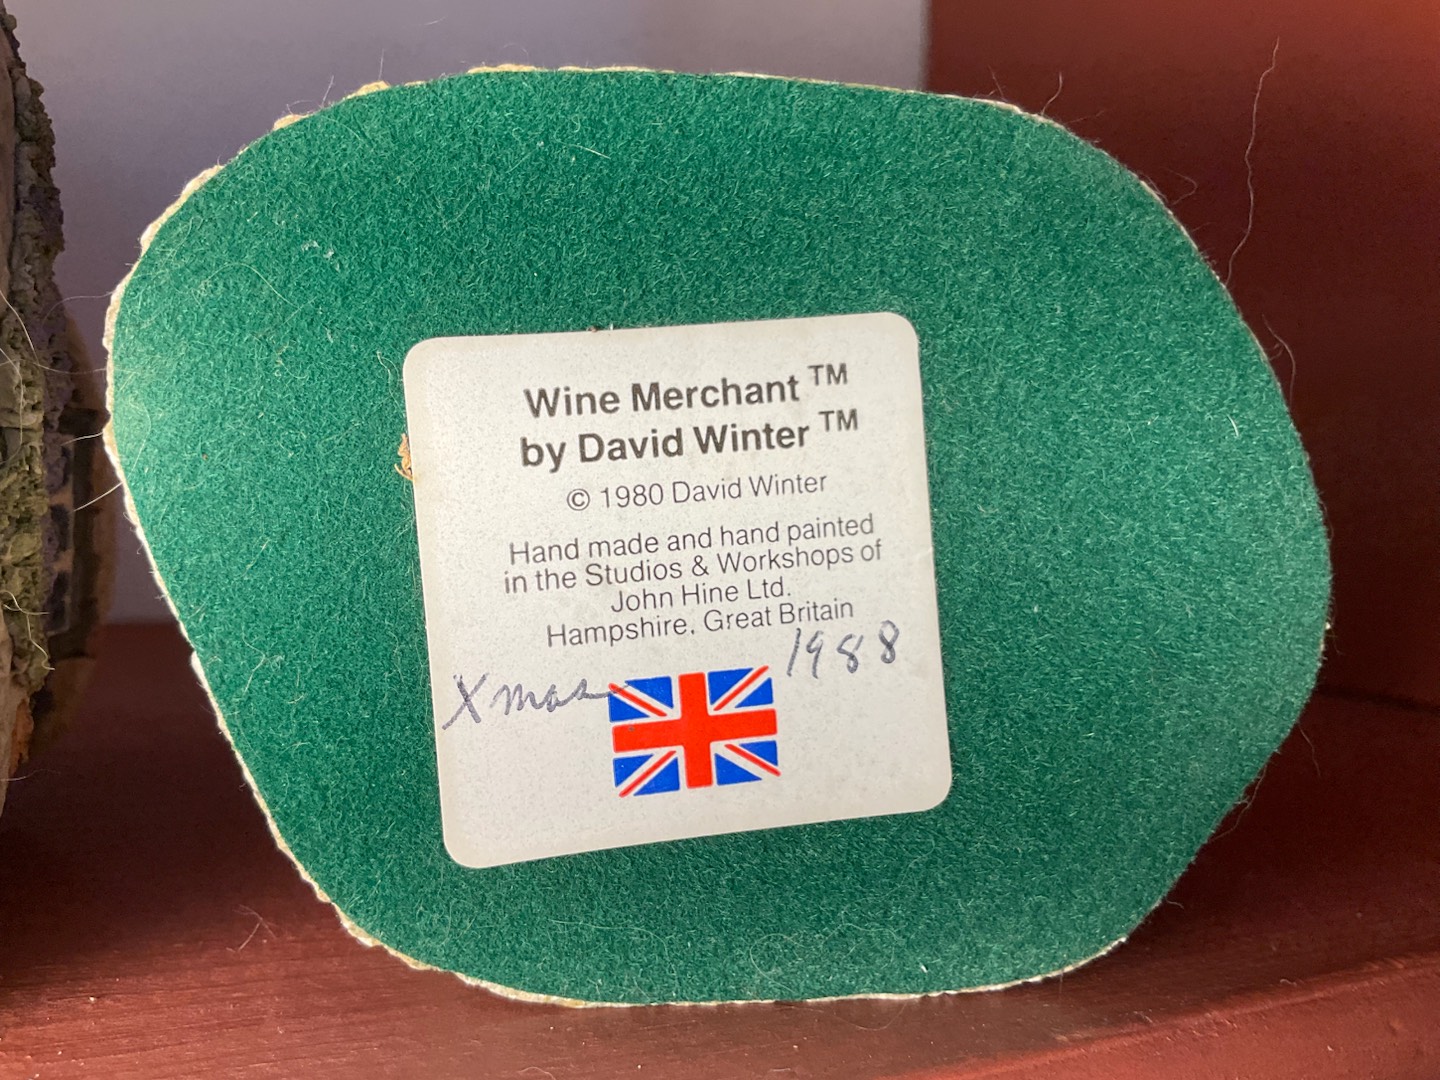 Wine Merchant ™
by David Winter ™
© 1980 David Winter
Hand made and hand painted
in the Studios & Workshops of
John Hine Ltd.
Hampshire, Great Britain
Xmas 1988